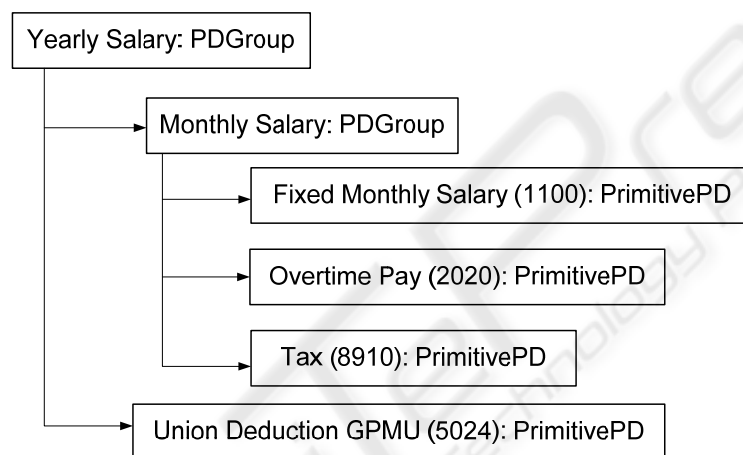 Yearly Salary: PDGroup
Monthly Salary: PDGroup
Fixed Monthly Salary (1100): PrimitivePD
Overtime Pay (2020): PrimitivePD
Tax (8910): PrimitivePD
Union Deduction GPMU (5024): PrimitivePD